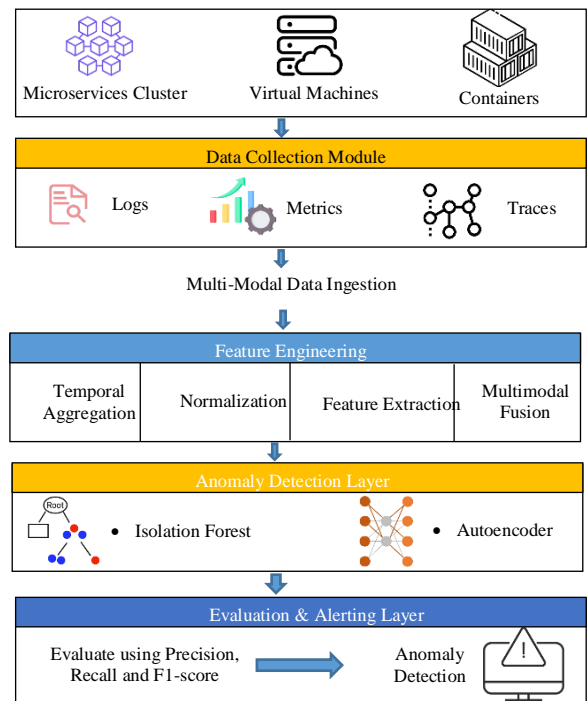 Microservices Cluster
Virtual Machines
Containers
Data Collection Module
Logs
Metrics
Traces
Multi-Modal Data Ingestion
Feature Engineering
Temporal
Aggregation
Normalization
Feature Extraction
Multimodal
Fusion
Anomaly Detection Layer
Root
• Isolation Forest
• Autoencoder
Evaluation & Alerting Layer
Evaluate using Precision,
Recall and F1-score
Anomaly
Detection
!